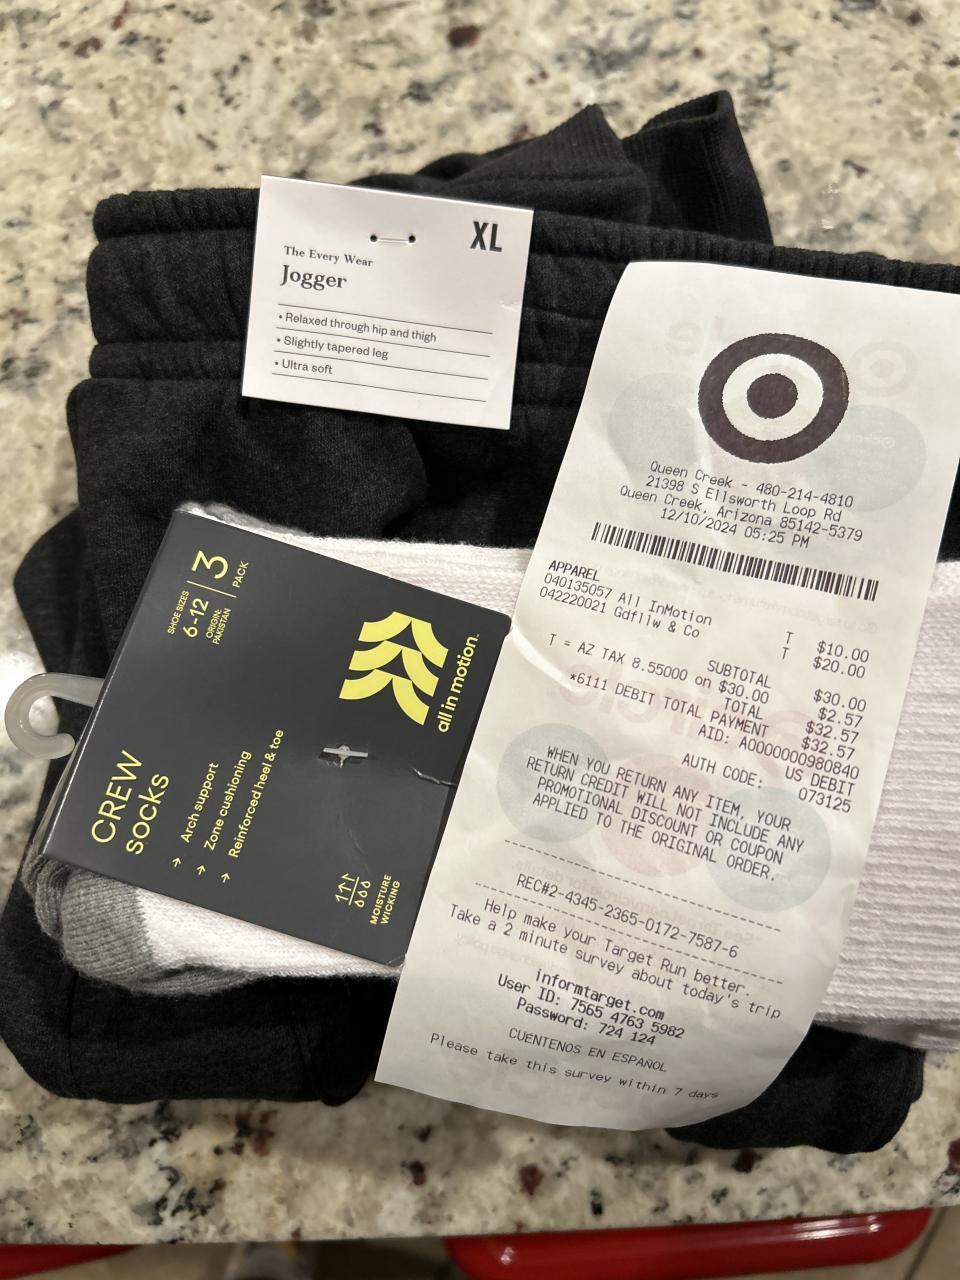 XL
The Every Wear
Jogger
• Relaxed through hip and thigh
• Slightly tapered leg
• Ultra soft
SHOE SIZES
6-12
ORIGIN:
PAKISTAN
3
PACK
all in motion.
CREW
socks
→ Arch support
→ Zone cushioning
→ Reinforced heel & toe
MOISTURE
WICKING
Queen Creek - 480-214-4810
21398 S Ellsworth Loop Rd
Queen Creek, Arizona 85142-5379
12/10/2024 05:25 PM
APPAREL
040135057 All InMotion T $10.00
042220021 Gdfllw & Co T $20.00
SUBTOTAL $30.00
T = AZ TAX 8.55000 on $30.00 $2.57
TOTAL $32.57
*6111 DEBIT TOTAL PAYMENT $32.57
AID: A0000000980840
US DEBIT
AUTH CODE: 073125
WHEN YOU RETURN ANY ITEM, YOUR
RETURN CREDIT WILL NOT INCLUDE ANY
PROMOTIONAL DISCOUNT OR COUPON
APPLIED TO THE ORIGINAL ORDER.
REC#2-4345-2365-0172-7587-6
Help make your Target Run better.
Take a 2 minute survey about today's trip
informtarget.com
User ID: 7565 4763 5982
Password: 724 124
CUÉNTENOS EN ESPAÑOL
Please take this survey within 7 days